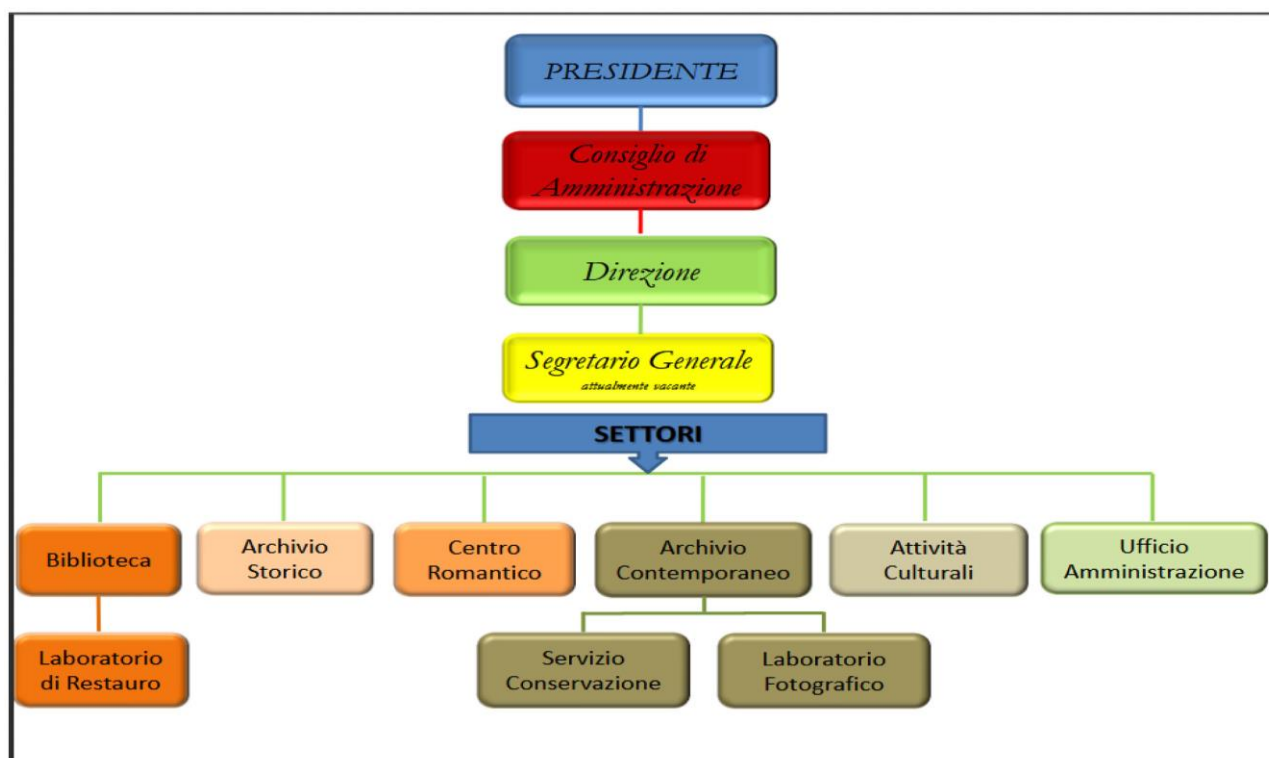 PRESIDENTE
Consiglio di
Amministrazione
Direzione
Segretario Generale
attualmente vacante
SETTORI
Biblioteca
Archivio
Storico
Centro
Romantico
Archivio
Contemporaneo
Attività
Culturali
Ufficio
Amministrazione
Laboratorio
di Restauro
Servizio
Conservazione
Laboratorio
Fotografico